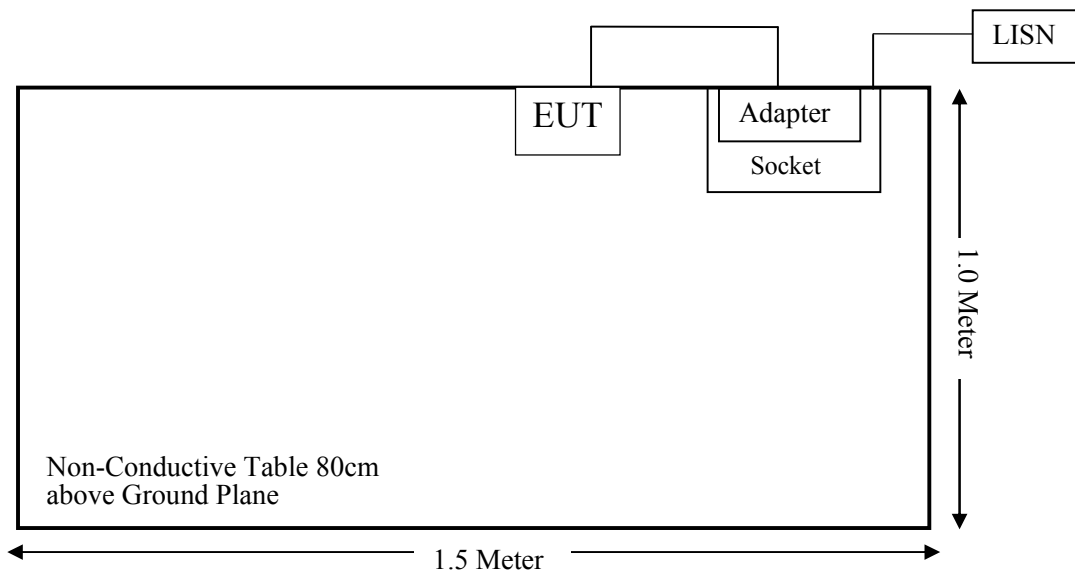 LISN
EUT
Adapter
Socket
1.0 Meter
Non-Conductive Table 80cm
above Ground Plane
1.5 Meter